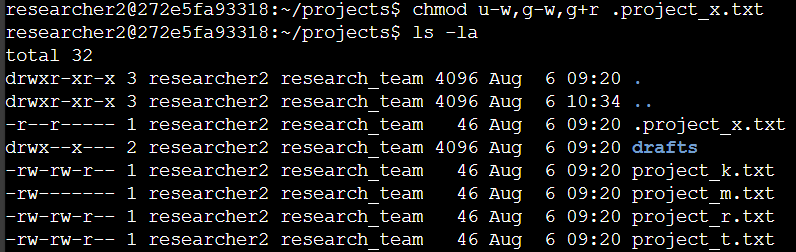 researcher2@272e5fa93318:~/projects$ chmod u-w,g-w,g+r .project_x.txt
researcher2@272e5fa93318:~/projects$ ls -la
total 32
drwxr-xr-x 3 researcher2 research_team 4096 Aug  6 09:20 .
drwxr-xr-x 3 researcher2 research_team 4096 Aug  6 10:34 ..
-r--r----- 1 researcher2 research_team   46 Aug  6 09:20 .project_x.txt
drwx--x--- 2 researcher2 research_team 4096 Aug  6 09:20 drafts
-rw-rw-r-- 1 researcher2 research_team   46 Aug  6 09:20 project_k.txt
-rw------- 1 researcher2 research_team   46 Aug  6 09:20 project_m.txt
-rw-rw-r-- 1 researcher2 research_team   46 Aug  6 09:20 project_r.txt
-rw-rw-r-- 1 researcher2 research_team   46 Aug  6 09:20 project_t.txt